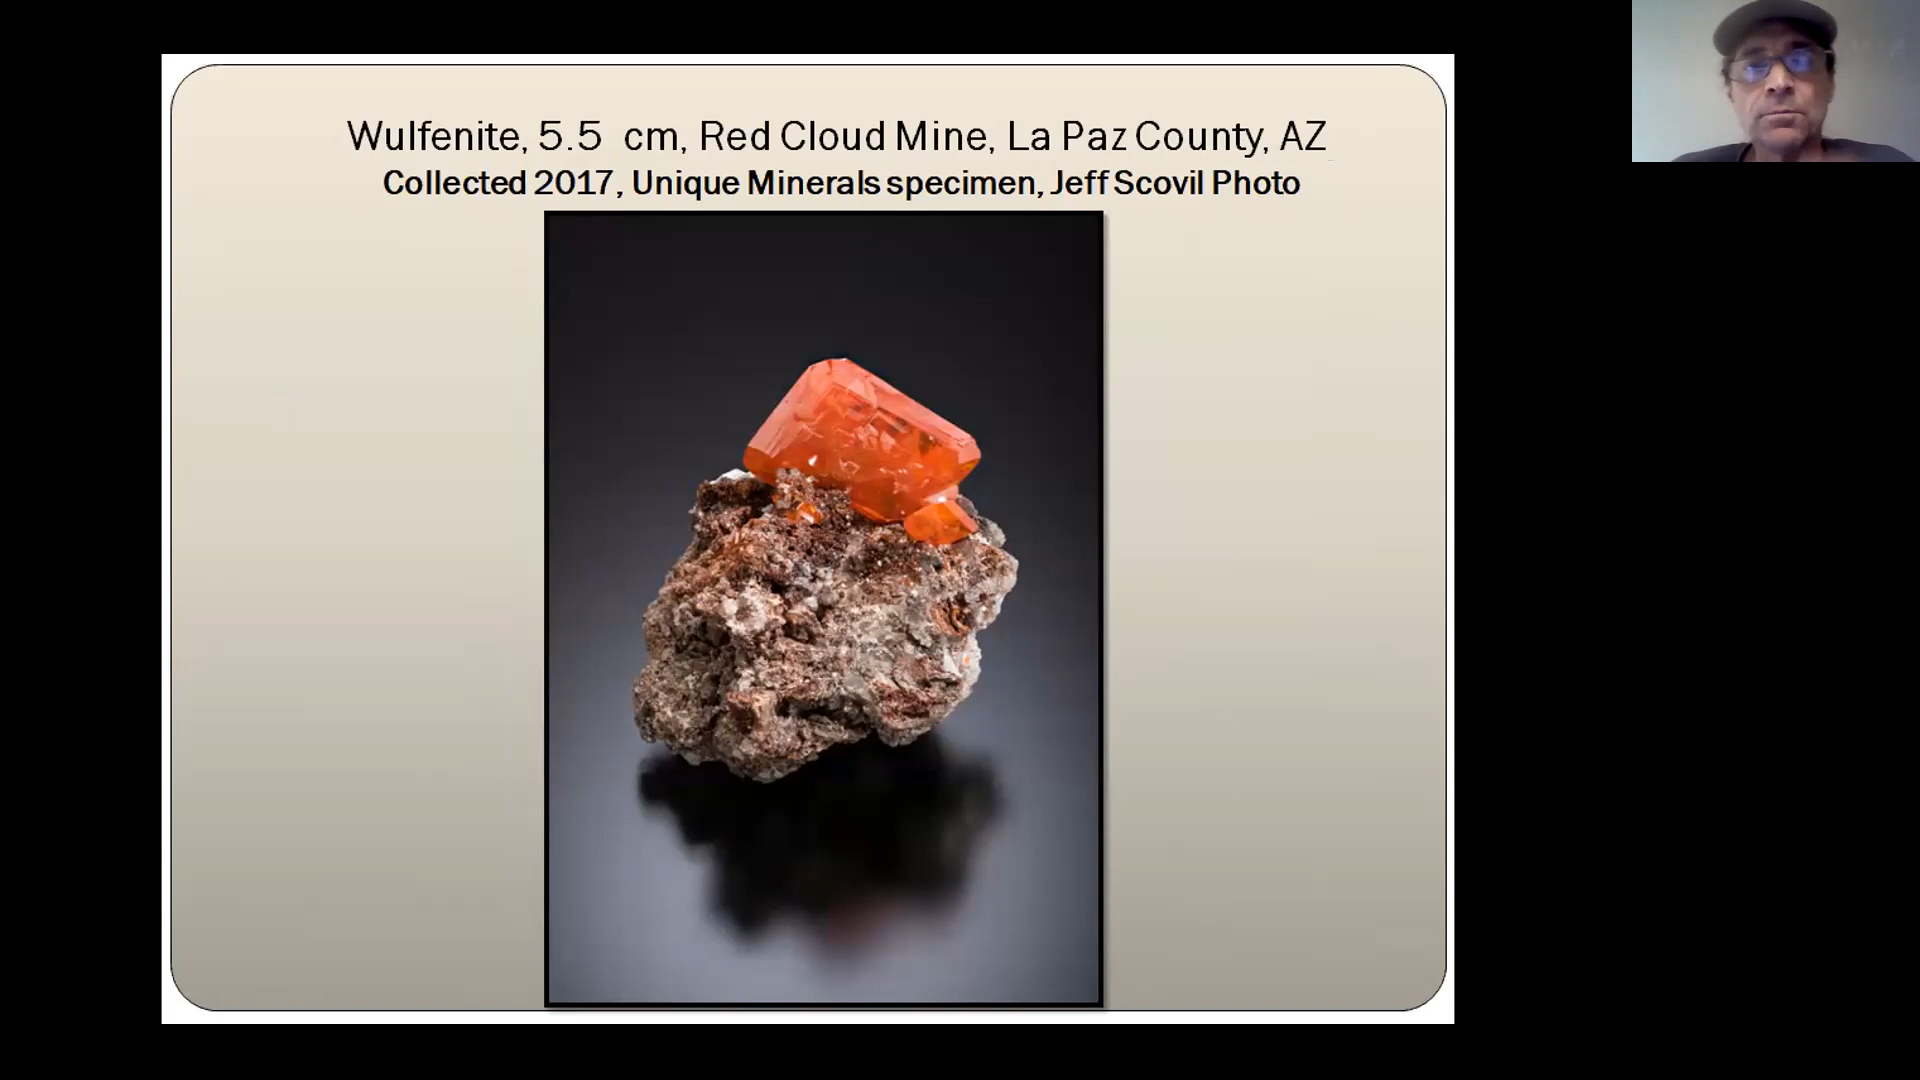 Wulfenite, 5.5 cm, Red Cloud Mine, La Paz County, AZ
Collected 2017, Unique Minerals specimen, Jeff Scovil Photo